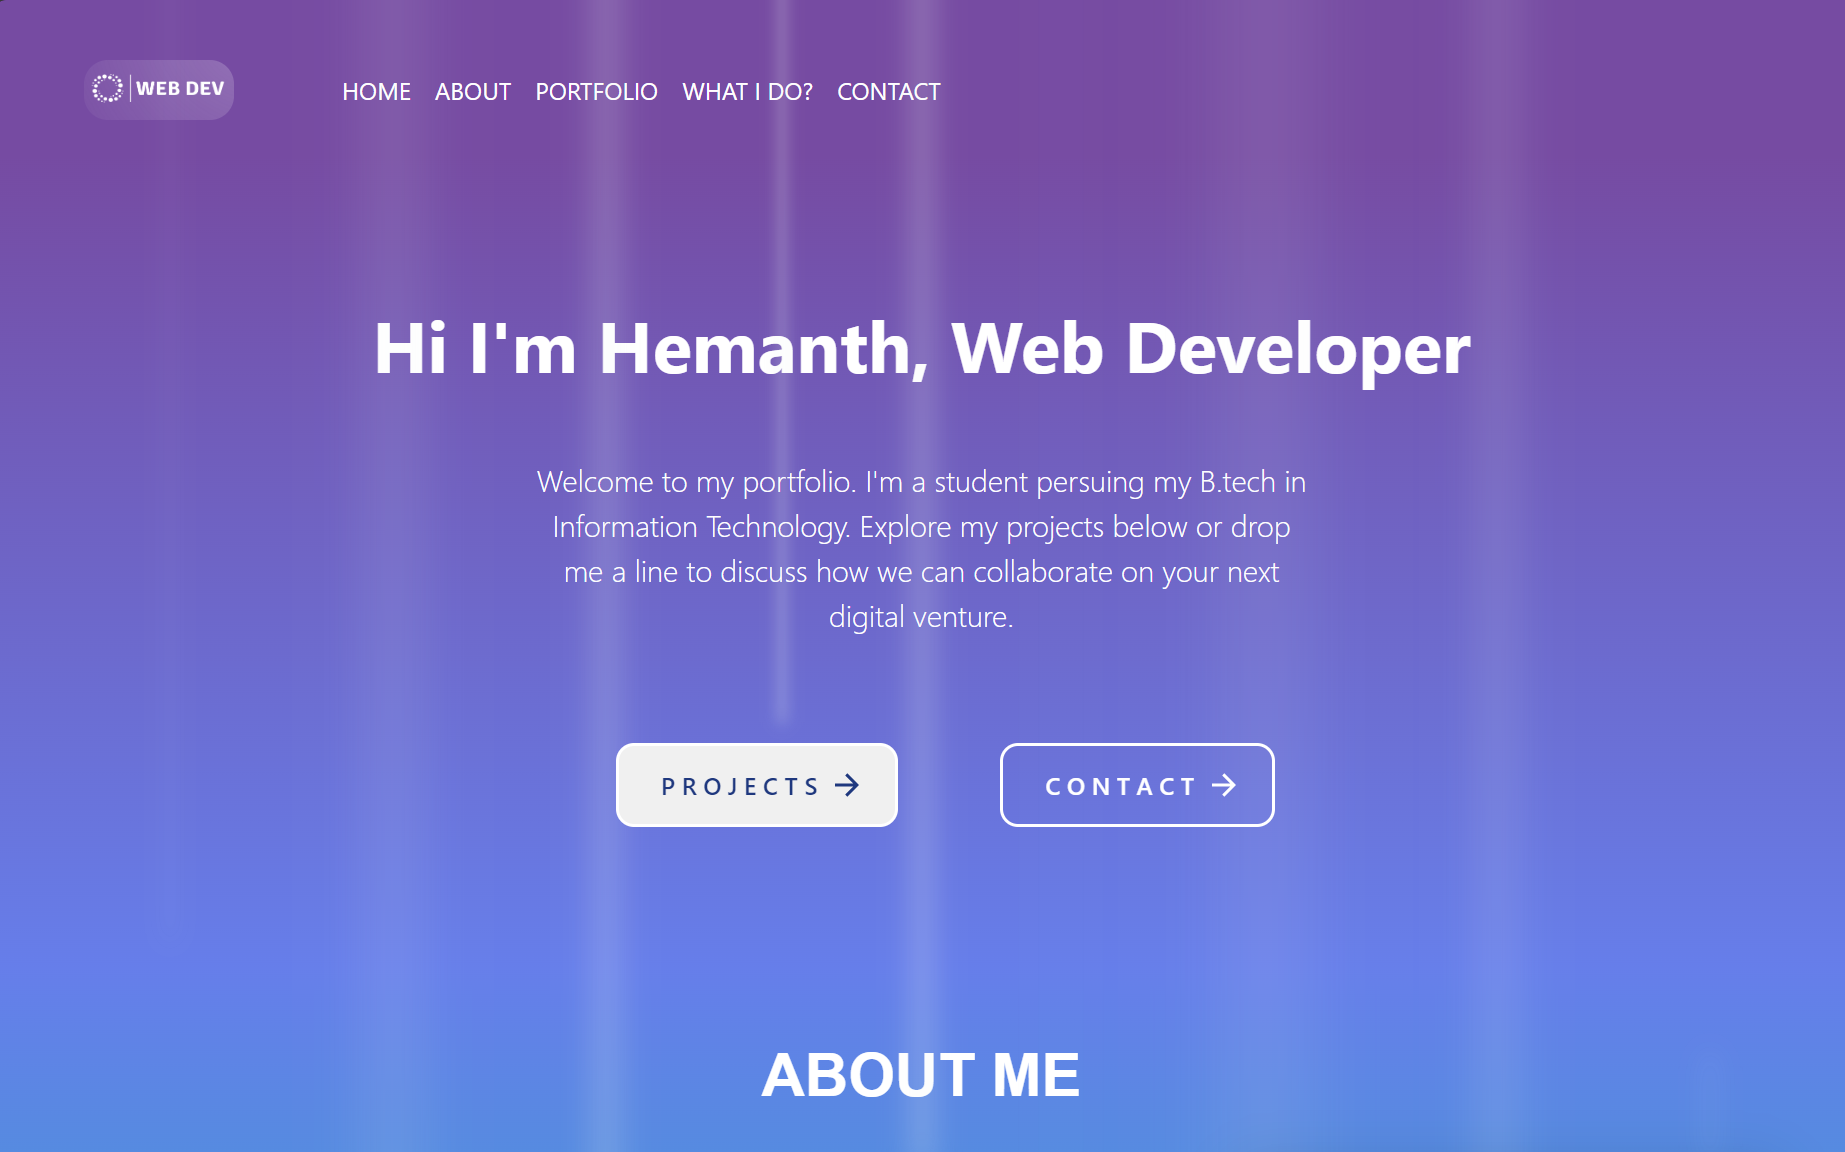 WEB DEV
HOME ABOUT PORTFOLIO WHAT I DO? CONTACT
Hi I'm Hemanth, Web Developer
Welcome to my portfolio. I'm a student persuing my B.tech in
Information Technology. Explore my projects below or drop
me a line to discuss how we can collaborate on your next
digital venture.
PROJECTS → CONTACT →
ABOUT ME